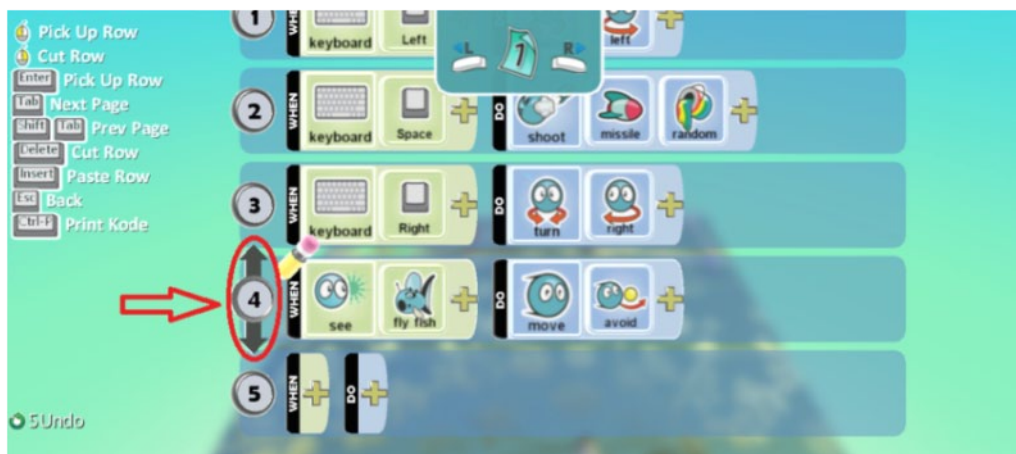 Pick Up Row
Cut Row
Enter Pick Up Row
Tab Next Page
Shift Tab Prev Page
Delete Cut Row
Insert Paste Row
Esc Back
Ctrl+P Print Kode
5 Undo
L 1 R
1 WHEN keyboard Left left
2 WHEN keyboard Space DO shoot missile random
3 WHEN keyboard Right DO turn right
4 WHEN see fly fish DO move avoid
5 WHEN DO